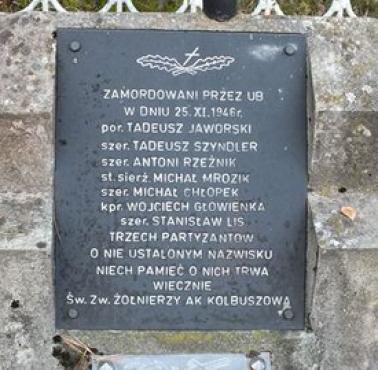 ZAMORDOWANI PRZEZ UB
W DNIU 25.XI.1946r.
por. TADEUSZ JAWORSKI
szer. TADEUSZ SZYNDLER
szer. ANTONI RZEŹNIK
st. sierż. MICHAŁ MROZIK
szer. MICHAŁ CHŁOPEK
kpr. WOJCIECH GŁOWIENKA
szer. STANISŁAW LIS
TRZECH PARTYZANTÓW
O NIE USTALONYM NAZWISKU
NIECH PAMIĘĆ O NICH TRWA
WIECZNIE
ŚW. ZW. ŻOŁNIERZY AK KOLBUSZOWA